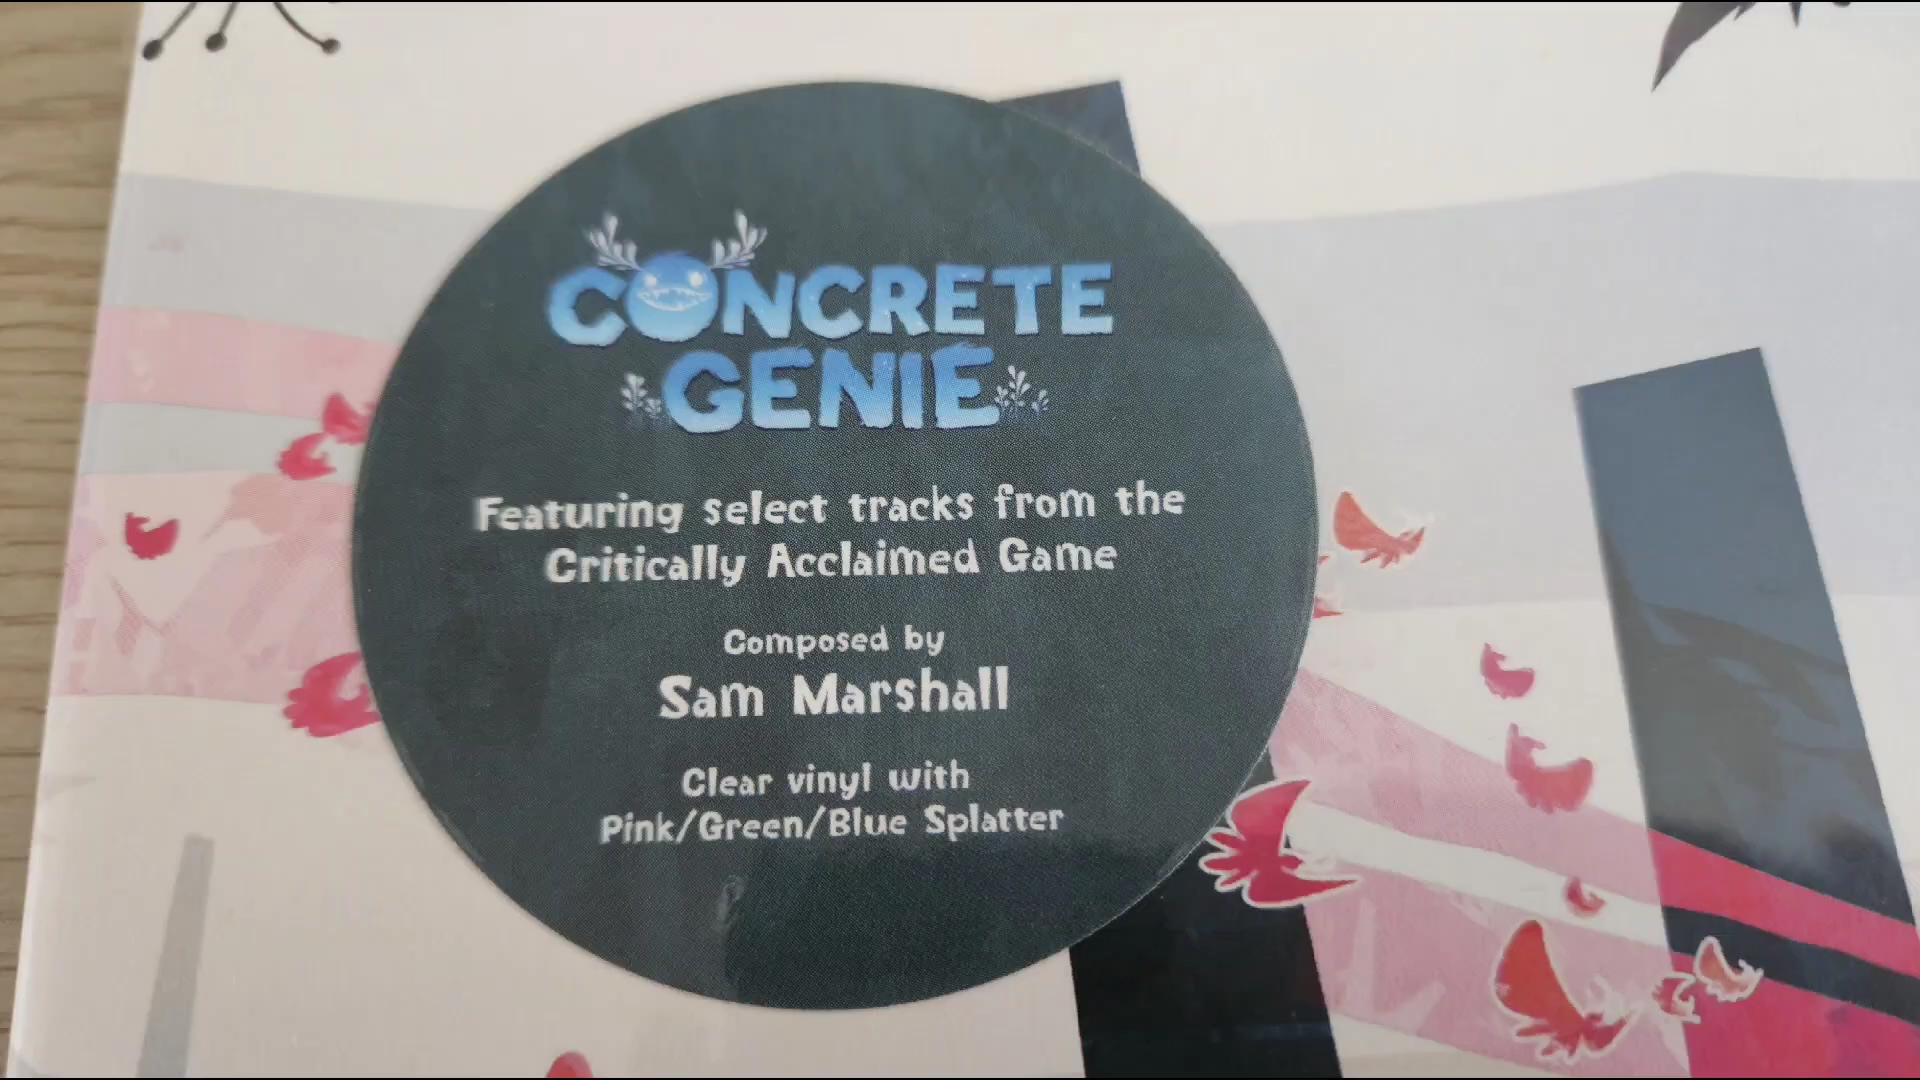 CONCRETE
GENIE
Featuring select tracks from the
Critically Acclaimed Game
Composed by
Sam Marshall
Clear vinyl with
Pink/Green/Blue Splatter